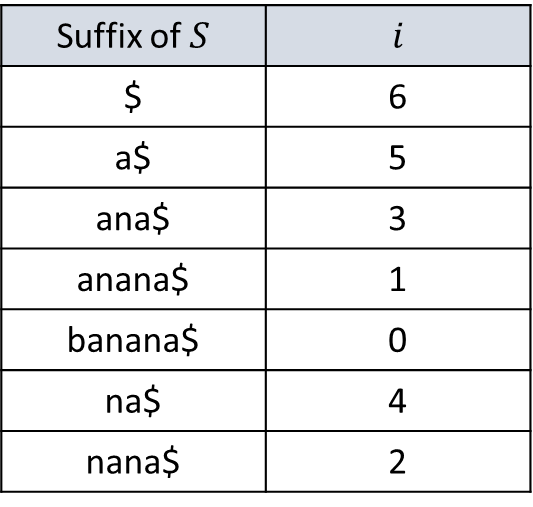 Suffix of S i
$ 6
a$ 5
ana$ 3
anana$ 1
banana$ 0
na$ 4
nana$ 2